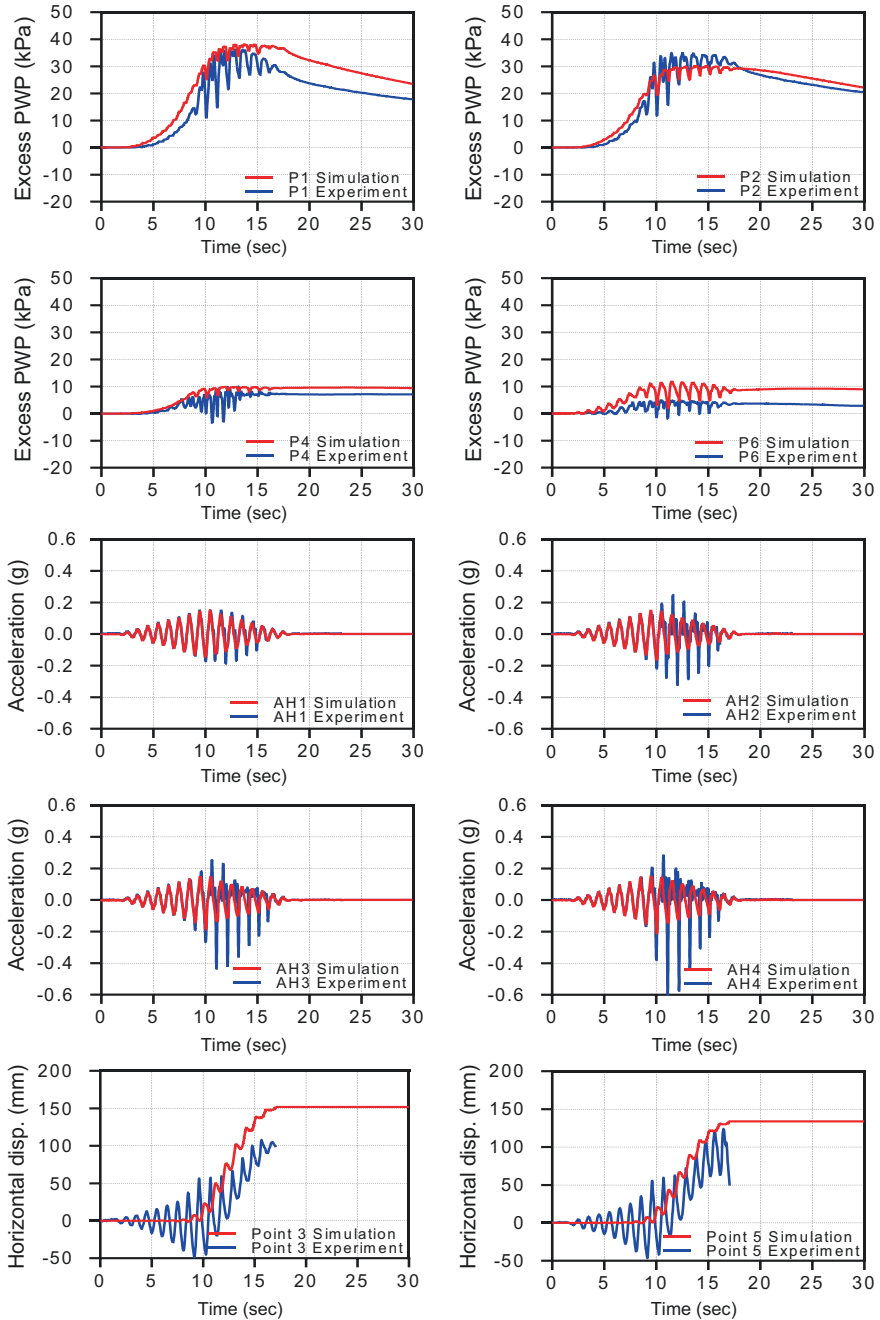 Excess PWP (kPa)
50
40
30
20
10
0
-10
-20
P1 Simulation
P1 Experiment
0 5 10 15 20 25 30
Time (sec)
Excess PWP (kPa)
50
40
30
20
10
0
-10
-20
P2 Simulation
P2 Experiment
0 5 10 15 20 25 30
Time (sec)
Excess PWP (kPa)
50
40
30
20
10
0
-10
-20
P4 Simulation
P4 Experiment
0 5 10 15 20 25 30
Time (sec)
Excess PWP (kPa)
50
40
30
20
10
0
-10
-20
P6 Simulation
P6 Experiment
0 5 10 15 20 25 30
Time (sec)
Acceleration (g)
0.6
0.4
0.2
0.0
-0.2
-0.4
-0.6
AH1 Simulation
AH1 Experiment
0 5 10 15 20 25 30
Time (sec)
Acceleration (g)
0.6
0.4
0.2
0.0
-0.2
-0.4
-0.6
AH2 Simulation
AH2 Experiment
0 5 10 15 20 25 30
Time (sec)
Acceleration (g)
0.6
0.4
0.2
0.0
-0.2
-0.4
-0.6
AH3 Simulation
AH3 Experiment
0 5 10 15 20 25 30
Time (sec)
Acceleration (g)
0.6
0.4
0.2
0.0
-0.2
-0.4
-0.6
AH4 Simulation
AH4 Experiment
0 5 10 15 20 25 30
Time (sec)
Horizontal disp. (mm)
200
150
100
50
0
-50
Point 3 Simulation
Point 3 Experiment
0 5 10 15 20 25 30
Time (sec)
Horizontal disp. (mm)
200
150
100
50
0
-50
Point 5 Simulation
Point 5 Experiment
0 5 10 15 20 25 30
Time (sec)